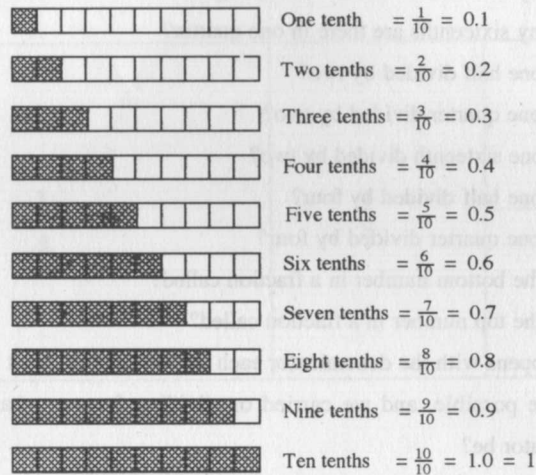 One tenth = 1/10 = 0.1
Two tenths = 2/10 = 0.2
Three tenths = 3/10 = 0.3
Four tenths = 4/10 = 0.4
Five tenths = 5/10 = 0.5
Six tenths = 6/10 = 0.6
Seven tenths = 7/10 = 0.7
Eight tenths = 8/10 = 0.8
Nine tenths = 9/10 = 0.9
Ten tenths = 10/10 = 1.0 = 1